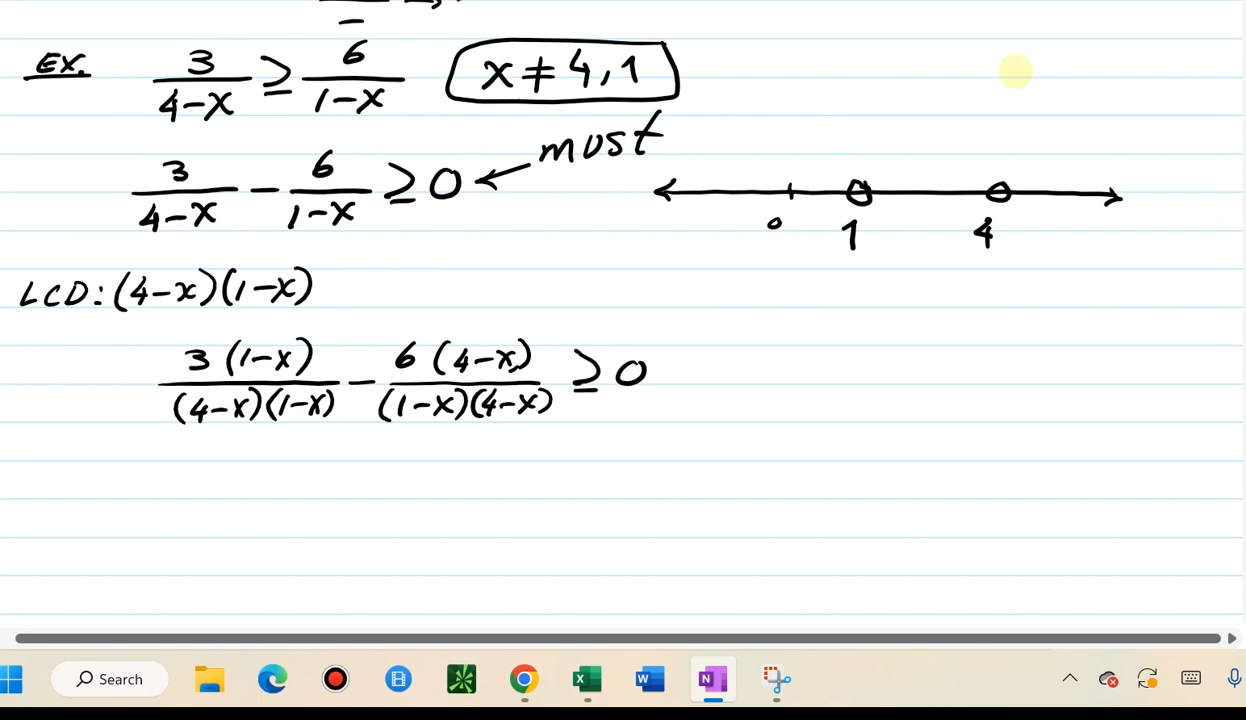 EX. 3/(4-x) ≥ 6/(1-x) x ≠ 4, 1
3/(4-x) - 6/(1-x) ≥ 0 ← must
0 1 4
LCD: (4-x)(1-x)
3(1-x)/((4-x)(1-x)) - 6(4-x)/((1-x)(4-x)) ≥ 0
Search